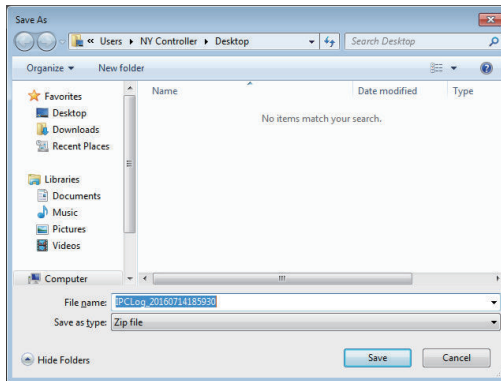 Save As
« Users ▸ NY Controller ▸ Desktop
Search Desktop
Organize ▾ New folder
Favorites
Desktop
Downloads
Recent Places
Libraries
Documents
Music
Pictures
Videos
Computer
Name Date modified Type
No items match your search.
File name: IPCLog_20160714185930
Save as type: Zip file
Hide Folders
Save Cancel